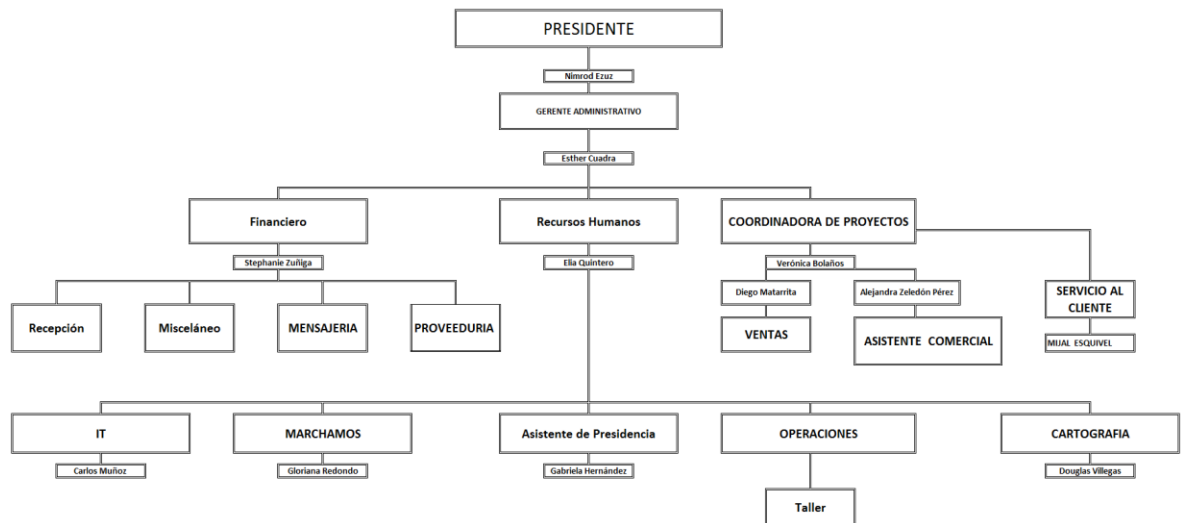 PRESIDENTE
Nimrod Ezuz
GERENTE ADMINISTRATIVO
Esther Cuadra
Financiero
Recursos Humanos
COORDINADORA DE PROYECTOS
Stephanie Zuñiga
Elia Quintero
Verónica Bolaños
Diego Matarrita
Alejandra Zeledón Pérez
SERVICIO AL
CLIENTE
Recepción
Misceláneo
MENSAJERIA
PROVEEDURIA
VENTAS
ASISTENTE COMERCIAL
MIJAL ESQUIVEL
IT
MARCHAMOS
Asistente de Presidencia
OPERACIONES
CARTOGRAFIA
Carlos Muñoz
Gloriana Redondo
Gabriela Hernández
Douglas Villegas
Taller